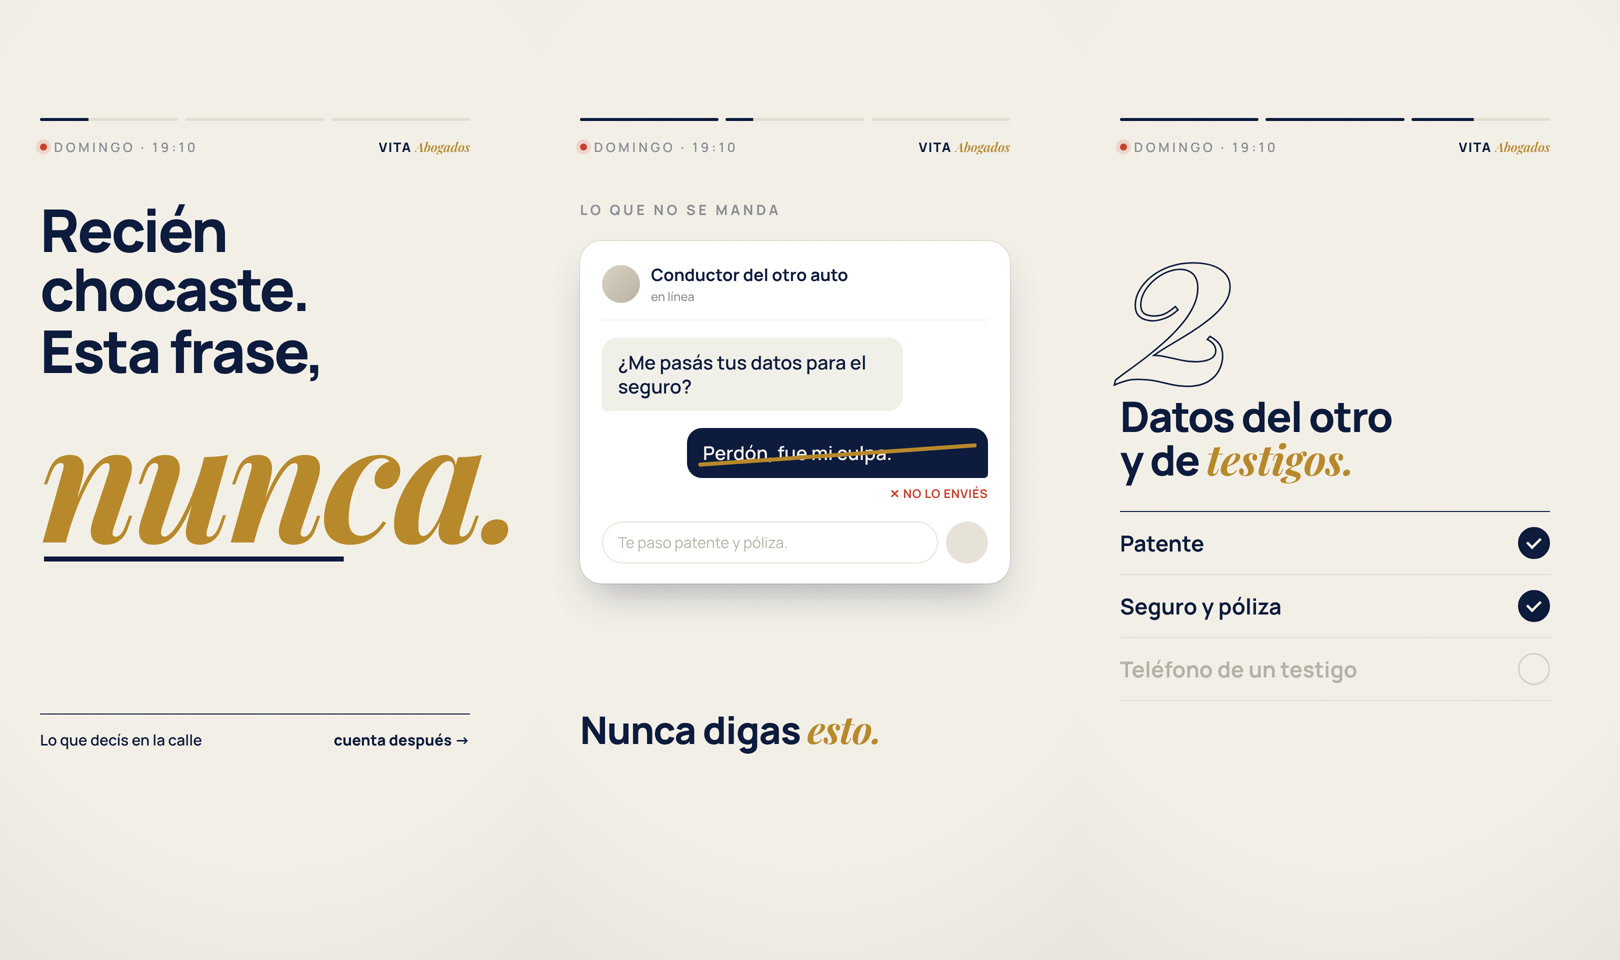 DOMINGO · 19:10
VITA Abogados
Recién
chocaste.
Esta frase,
nunca.
Lo que decís en la calle
cuenta después →
DOMINGO · 19:10
VITA Abogados
LO QUE NO SE MANDA
Conductor del otro auto
en línea
¿Me pasás tus datos para el
seguro?
Perdón, fue mi culpa.
✕ NO LO ENVIÉS
Te paso patente y póliza.
Nunca digas esto.
DOMINGO · 19:10
VITA Abogados
2
Datos del otro
y de testigos.
Patente
Seguro y póliza
Teléfono de un testigo